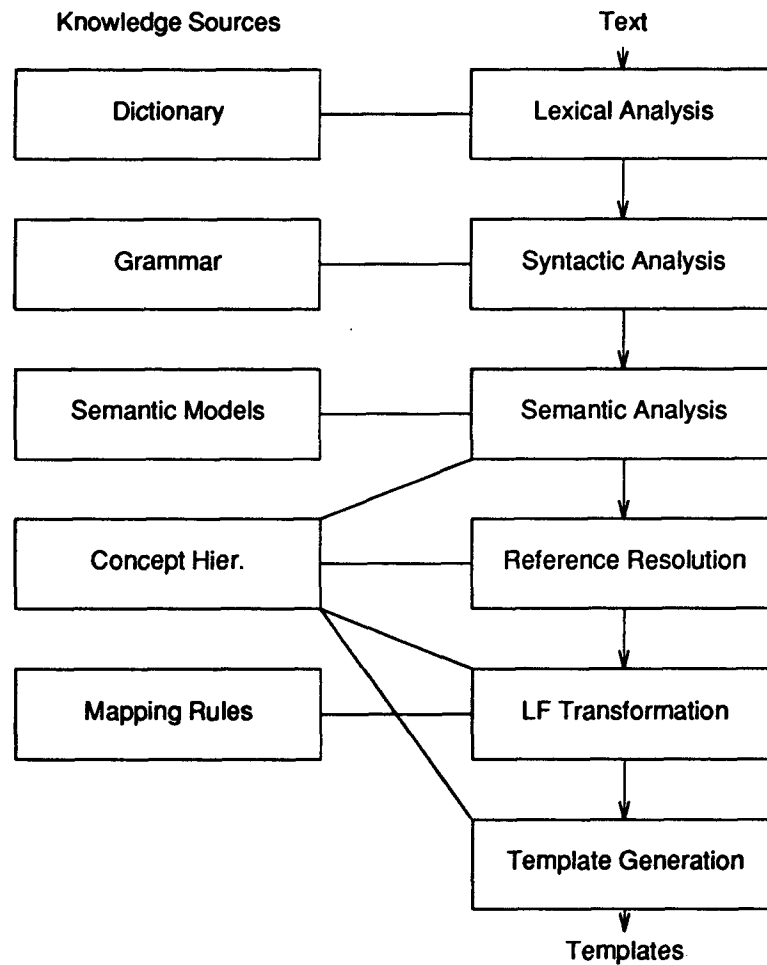 Knowledge Sources
Text
Dictionary
Lexical Analysis
Grammar
Syntactic Analysis
Semantic Models
Semantic Analysis
Concept Hier.
Reference Resolution
Mapping Rules
LF Transformation
Template Generation
Templates